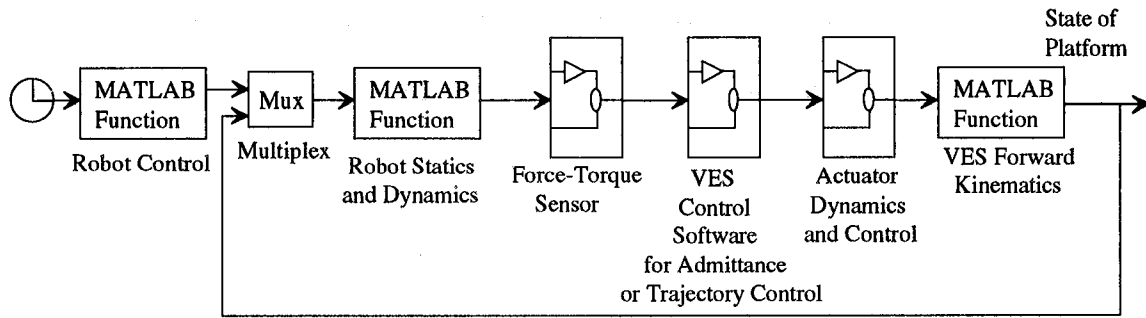 State of
Platform
MATLAB
Function
Robot Control
Mux
Multiplex
MATLAB
Function
Robot Statics
and Dynamics
Force-Torque
Sensor
VES
Control
Software
for Admittance
or Trajectory Control
Actuator
Dynamics
and Control
MATLAB
Function
VES Forward
Kinematics